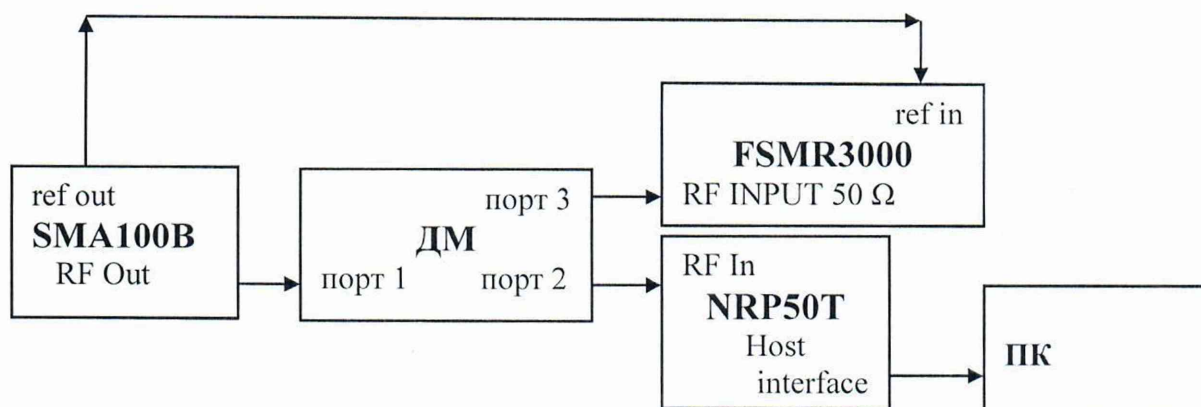 ref in
FSMR3000
RF INPUT 50 Ω
ref out
SMA100B
RF Out
порт 3
ДМ
порт 1 порт 2
RF In
NRP50T
Host
interface
ПК